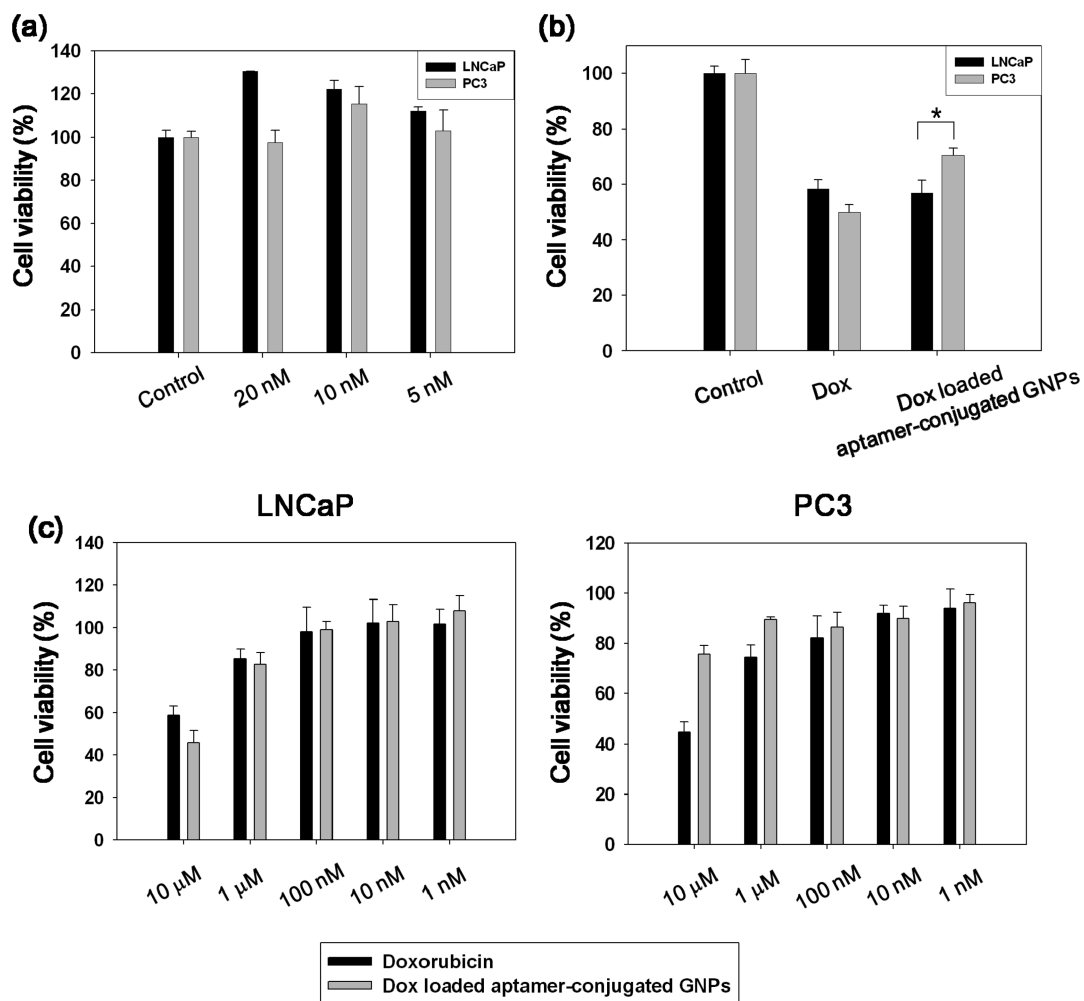 (a)
140
120
100
80
60
40
20
0
Cell viability (%)
LNCaP
PC3
Control
20 nM
10 nM
5 nM
(b)
100
80
60
40
20
0
Cell viability (%)
LNCaP
PC3
*
Control
Dox
Dox loaded
aptamer-conjugated GNPs
(c)
LNCaP
140
120
100
80
60
40
20
0
Cell viability (%)
10 μM
1 μM
100 nM
10 nM
1 nM
PC3
120
100
80
60
40
20
0
Cell viability (%)
10 μM
1 μM
100 nM
10 nM
1 nM
Doxorubicin
Dox loaded aptamer-conjugated GNPs